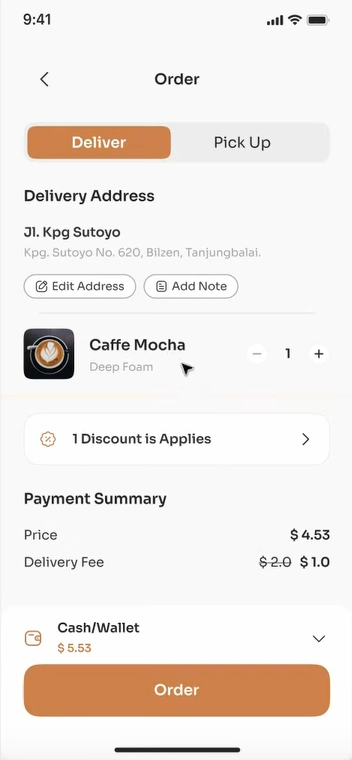 9:41
Order
Deliver Pick Up
Delivery Address
Jl. Kpg Sutoyo
Kpg. Sutoyo No. 620, Bilzen, Tanjungbalai.
Edit Address Add Note
Caffe Mocha
Deep Foam
1
1 Discount is Applies
Payment Summary
Price $ 4.53
Delivery Fee $ 2.0 $ 1.0
Cash/Wallet
$ 5.53
Order